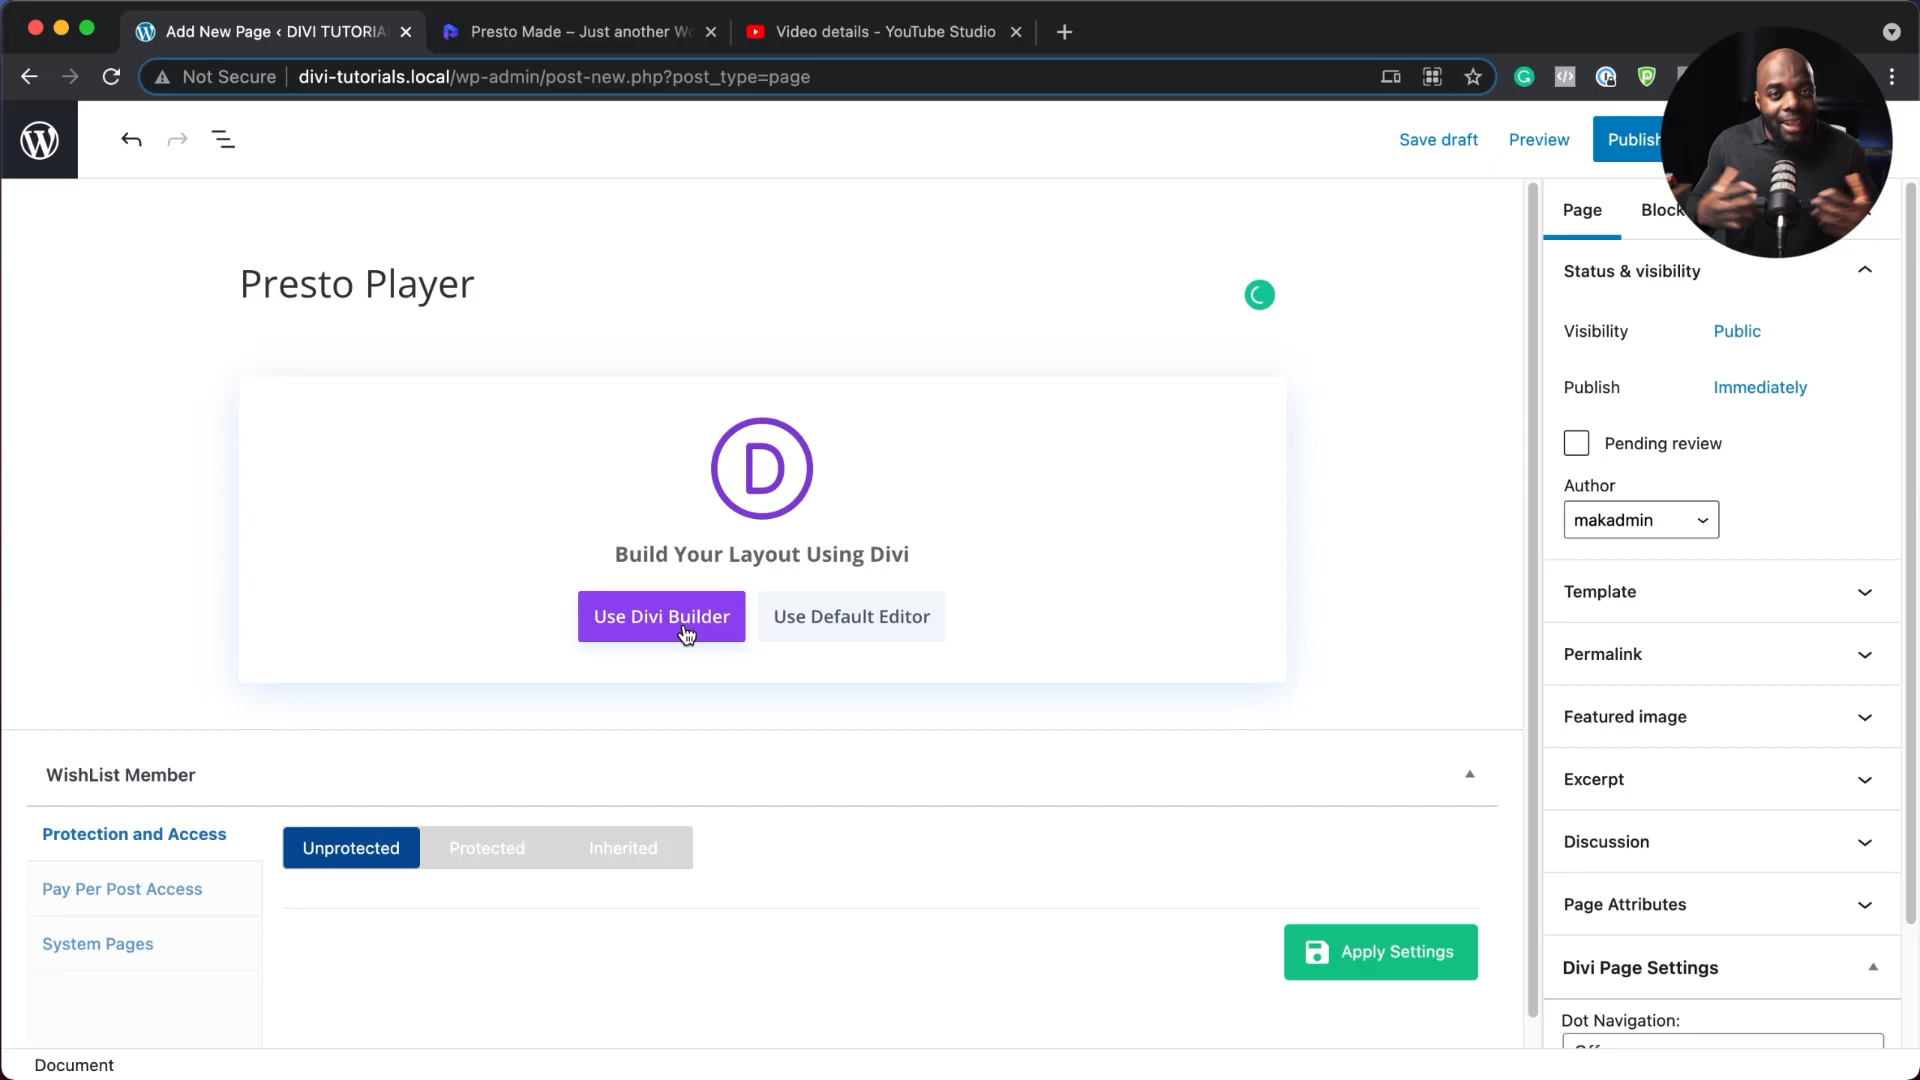 Add New Page ‹ DIVI TUTORIA
Presto Made – Just another Wo
Video details - YouTube Studio
Not Secure
divi-tutorials.local/wp-admin/post-new.php?post_type=page
Save draft
Preview
Publish
Page
Block
Status & visibility
Presto Player
Visibility
Public
Publish
Immediately
Pending review
Author
makadmin
Build Your Layout Using Divi
Use Divi Builder
Use Default Editor
Template
Permalink
Featured image
Excerpt
Discussion
Page Attributes
Divi Page Settings
Dot Navigation:
WishList Member
Protection and Access
Pay Per Post Access
System Pages
Unprotected
Protected
Inherited
Apply Settings
Document